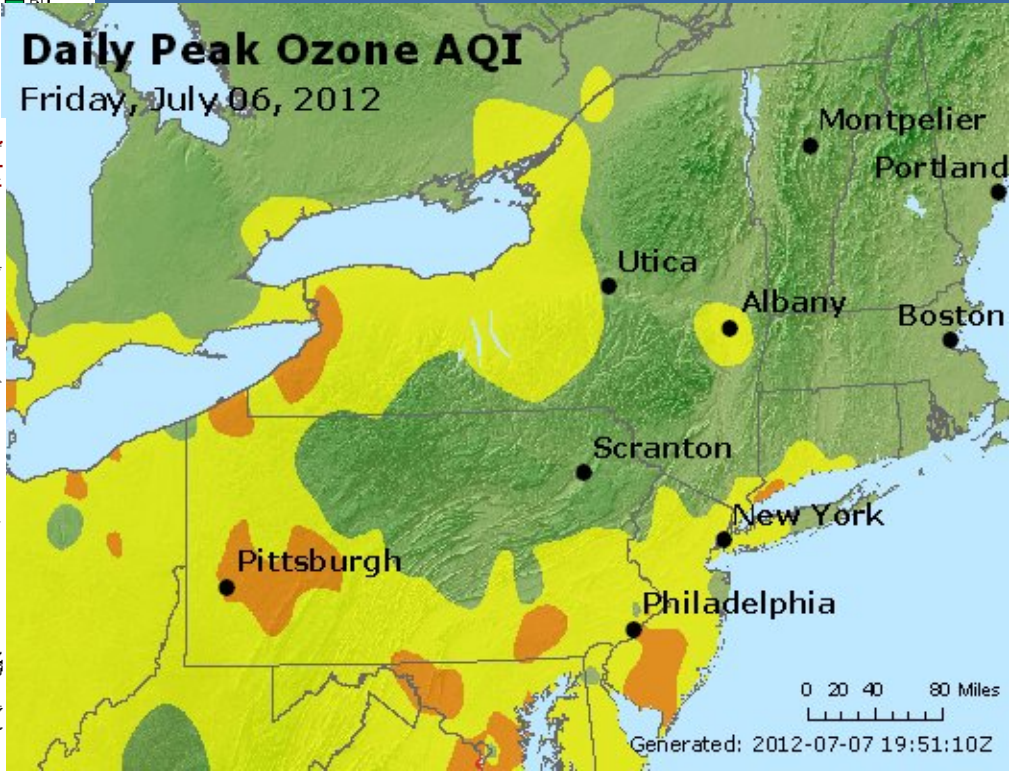 Daily Peak Ozone AQI
Friday, July 06, 2012
Montpelier
Portland
Utica
Albany
Boston
Scranton
New York
Pittsburgh
Philadelphia
0 20 40 80 Miles
Generated: 2012-07-07 19:51:10Z